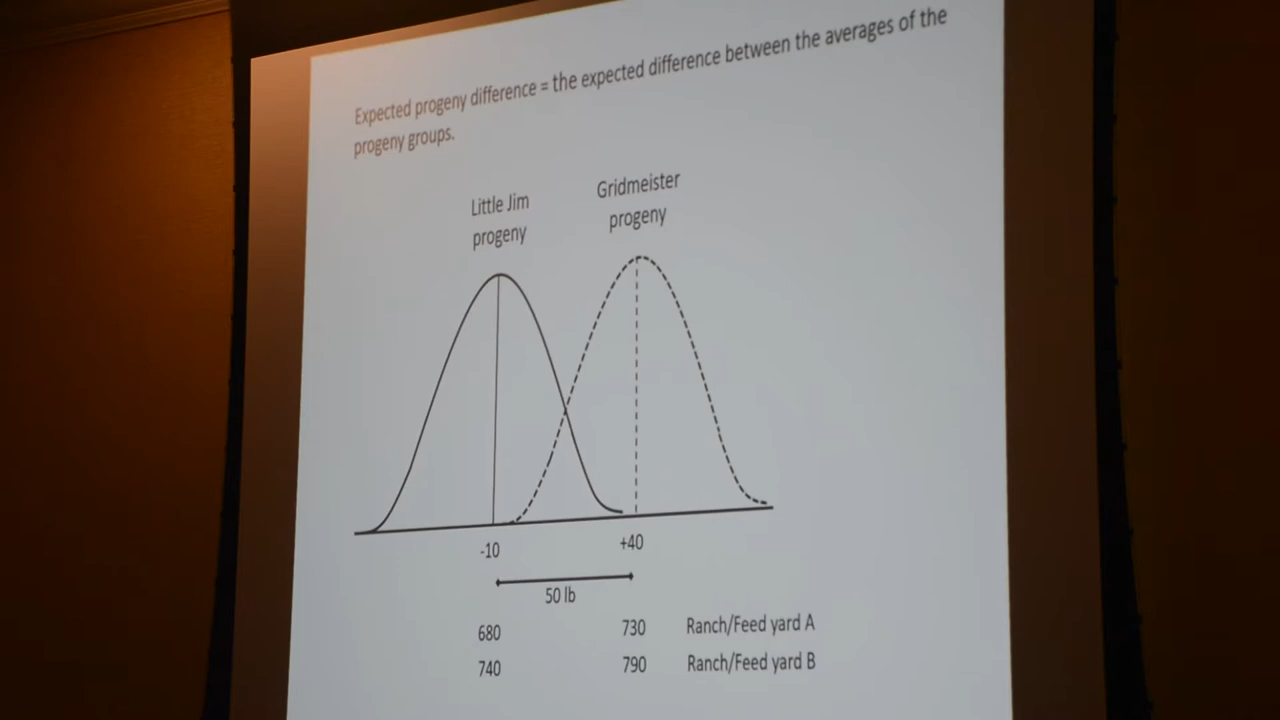 Expected progeny difference = the expected difference between the averages of the
progeny groups.
Little Jim
progeny
Gridmeister
progeny
-10
+40
50 lb
680 730 Ranch/Feed yard A
740 790 Ranch/Feed yard B